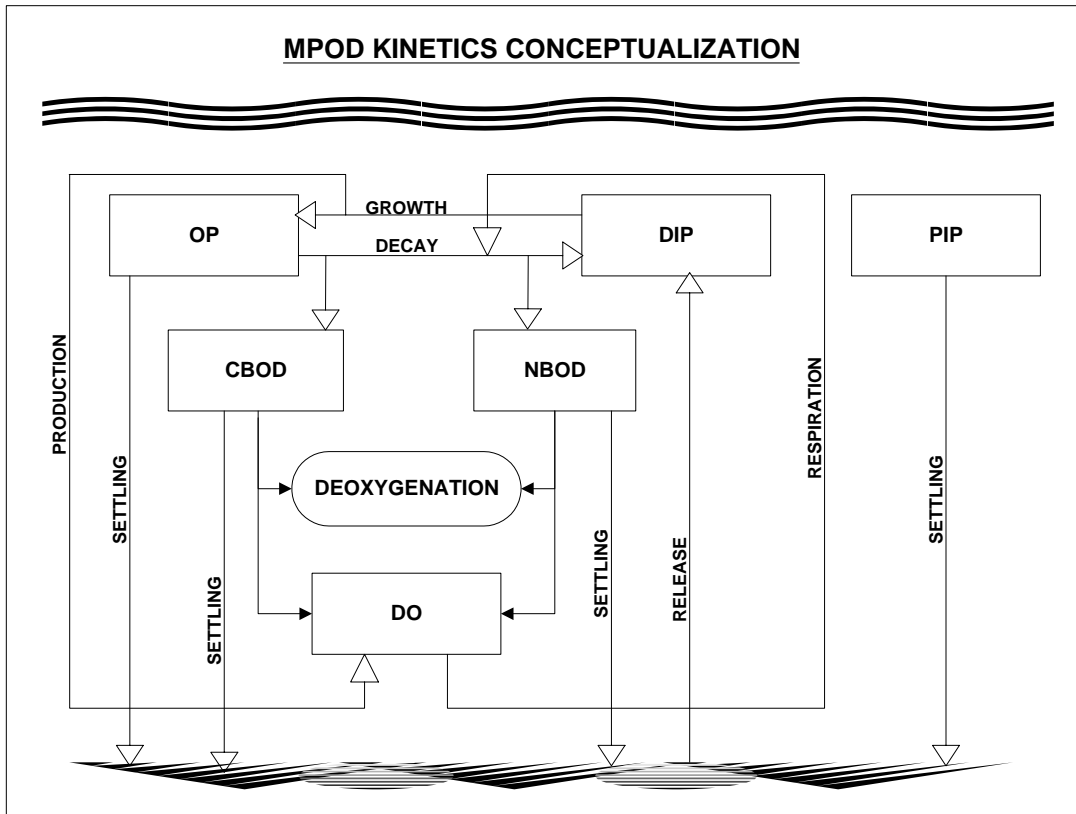 MPOD KINETICS CONCEPTUALIZATION
GROWTH
OP
DIP
PIP
DECAY
CBOD
NBOD
PRODUCTION
RESPIRATION
SETTLING
DEOXYGENATION
SETTLING
SETTLING
RELEASE
SETTLING
DO